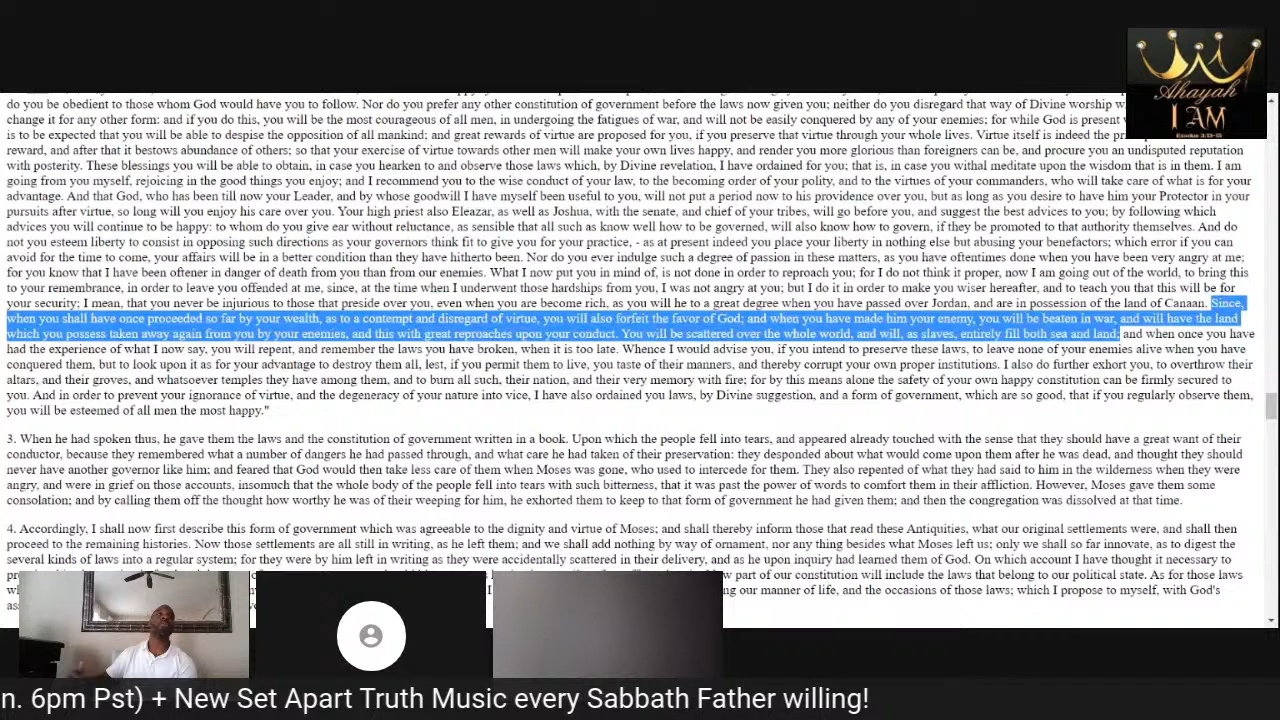 Ahayah
I AM
Exodus 3:13-15
do you be obedient to those whom God would have you to follow. Nor do you prefer any other constitution of government before the laws now given you; neither do you disregard that way of Divine worship w
change it for any other form: and if you do this, you will be the most courageous of all men, in undergoing the fatigues of war, and will not be easily conquered by any of your enemies; for while God is present
is to be expected that you will be able to despise the opposition of all mankind; and great rewards of virtue are proposed for you, if you preserve that virtue through your whole lives. Virtue itself is indeed the
reward, and after that it bestows abundance of others; so that your exercise of virtue towards other men will make your own lives happy, and render you more glorious than foreigners can be, and procure you an undisputed reputation
with posterity. These blessings you will be able to obtain, in case you hearken to and observe those laws which, by Divine revelation, I have ordained for you; that is, in case you withal meditate upon the wisdom that is in them. I am
going from you myself, rejoicing in the good things you enjoy; and I recommend you to the wise conduct of your law, to the becoming order of your polity, and to the virtues of your commanders, who will take care of what is for your
advantage. And that God, who has been till now your Leader, and by whose goodwill I have myself been useful to you, will not put a period now to his providence over you, but as long as you desire to have him your Protector in your
pursuits after virtue, so long will you enjoy his care over you. Your high priest also Eleazar, as well as Joshua, with the senate, and chief of your tribes, will go before you, and suggest the best advices to you; by following which
advices you will continue to be happy: to whom do you give ear without reluctance, as sensible that all such as know well how to be governed, will also know how to govern, if they be promoted to that authority themselves. And do
not you esteem liberty to consist in opposing such directions as your governors think fit to give you for your practice, - as at present indeed you place your liberty in nothing else but abusing your benefactors; which error if you can
avoid for the time to come, your affairs will be in a better condition than they have hitherto been. Nor do you ever indulge such a degree of passion in these matters, as you have oftentimes done when you have been very angry at me;
for you know that I have been oftener in danger of death from you than from our enemies. What I now put you in mind of, is not done in order to reproach you; for I do not think it proper, now I am going out of the world, to bring this
to your remembrance, in order to leave you offended at me, since, at the time when I underwent those hardships from you, I was not angry at you; but I do it in order to make you wiser hereafter, and to teach you that this will be for
your security; I mean, that you never be injurious to those that preside over you, even when you are become rich, as you will he to a great degree when you have passed over Jordan, and are in possession of the land of Canaan. Since,
when you shall have once proceeded so far by your wealth, as to a contempt and disregard of virtue, you will also forfeit the favor of God; and when you have made him your enemy, you will be beaten in war, and will have the land
which you possess taken away again from you by your enemies, and this with great reproaches upon your conduct. You will be scattered over the whole world, and will, as slaves, entirely fill both sea and land; and when once you have
had the experience of what I now say, you will repent, and remember the laws you have broken, when it is too late. Whence I would advise you, if you intend to preserve these laws, to leave none of your enemies alive when you have
conquered them, but to look upon it as for your advantage to destroy them all, lest, if you permit them to live, you taste of their manners, and thereby corrupt your own proper institutions. I also do further exhort you, to overthrow their
altars, and their groves, and whatsoever temples they have among them, and to burn all such, their nation, and their very memory with fire; for by this means alone the safety of your own happy constitution can be firmly secured to
you. And in order to prevent your ignorance of virtue, and the degeneracy of your nature into vice, I have also ordained you laws, by Divine suggestion, and a form of government, which are so good, that if you regularly observe them,
you will be esteemed of all men the most happy."
3. When he had spoken thus, he gave them the laws and the constitution of government written in a book. Upon which the people fell into tears, and appeared already touched with the sense that they should have a great want of their
conductor, because they remembered what a number of dangers he had passed through, and what care he had taken of their preservation: they desponded about what would come upon them after he was dead, and thought they should
never have another governor like him; and feared that God would then take less care of them when Moses was gone, who used to intercede for them. They also repented of what they had said to him in the wilderness when they were
angry, and were in grief on those accounts, insomuch that the whole body of the people fell into tears with such bitterness, that it was past the power of words to comfort them in their affliction. However, Moses gave them some
consolation; and by calling them off the thought how worthy he was of their weeping for him, he exhorted them to keep to that form of government he had given them; and then the congregation was dissolved at that time.
4. Accordingly, I shall now first describe this form of government which was agreeable to the dignity and virtue of Moses; and shall thereby inform those that read these Antiquities, what our original settlements were, and shall then
proceed to the remaining histories. Now those settlements are all still in writing, as he left them; and we shall add nothing by way of ornament, nor any thing besides what Moses left us; only we shall so far innovate, as to digest the
several kinds of laws into a regular system; for they were by him left in writing as they were accidentally scattered in their delivery, and as he upon inquiry had learned them of God. On which account I have thought it necessary to
part of our constitution will include the laws that belong to our political state. As for those laws
our manner of life, and the occasions of those laws; which I propose to myself, with God's
n. 6pm Pst) + New Set Apart Truth Music every Sabbath Father willing!